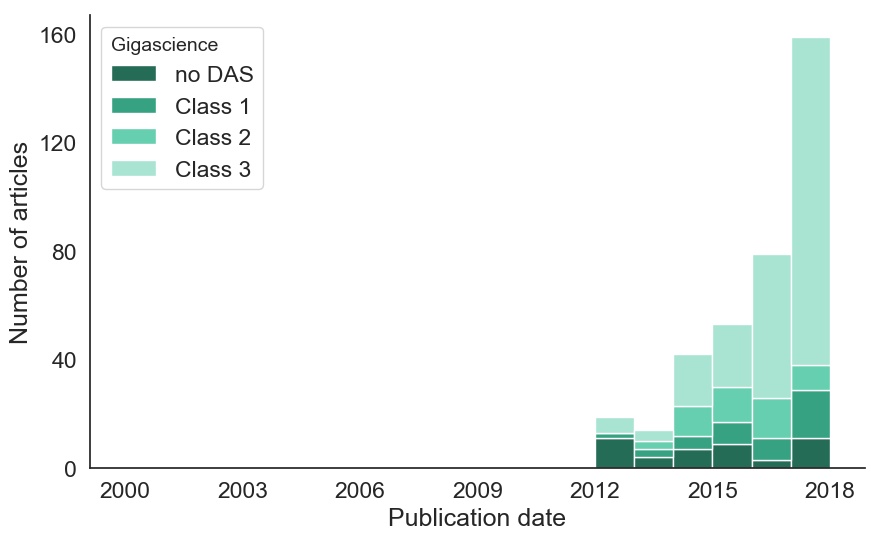 Gigascience
no DAS
Class 1
Class 2
Class 3
Number of articles
160
120
80
40
0
2000 2003 2006 2009 2012 2015 2018
Publication date